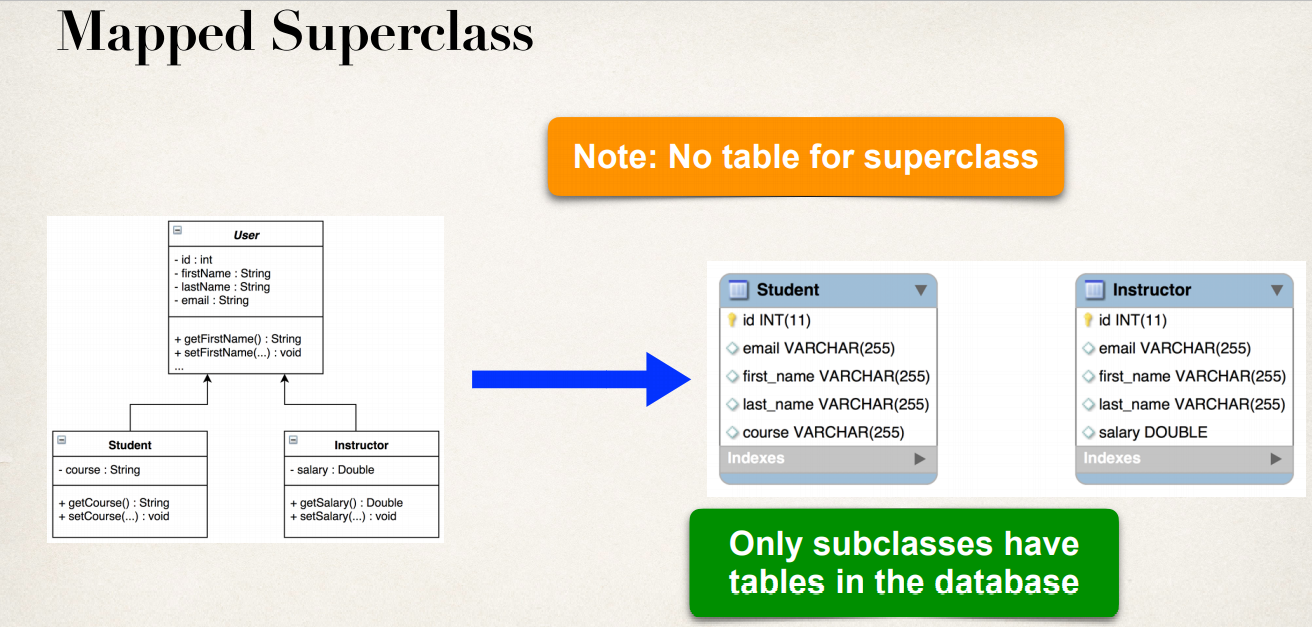 Mapped Superclass
Note: No table for superclass
User
- id : int
- firstName : String
- lastName : String
- email : String
+ getFirstName() : String
+ setFirstName(...) : void
...
Student
- course : String
+ getCourse() : String
+ setCourse(...) : void
Instructor
- salary : Double
+ getSalary() : Double
+ setSalary(...) : void
Student
id INT(11)
email VARCHAR(255)
first_name VARCHAR(255)
last_name VARCHAR(255)
course VARCHAR(255)
Indexes
Instructor
id INT(11)
email VARCHAR(255)
first_name VARCHAR(255)
last_name VARCHAR(255)
salary DOUBLE
Indexes
Only subclasses have
tables in the database